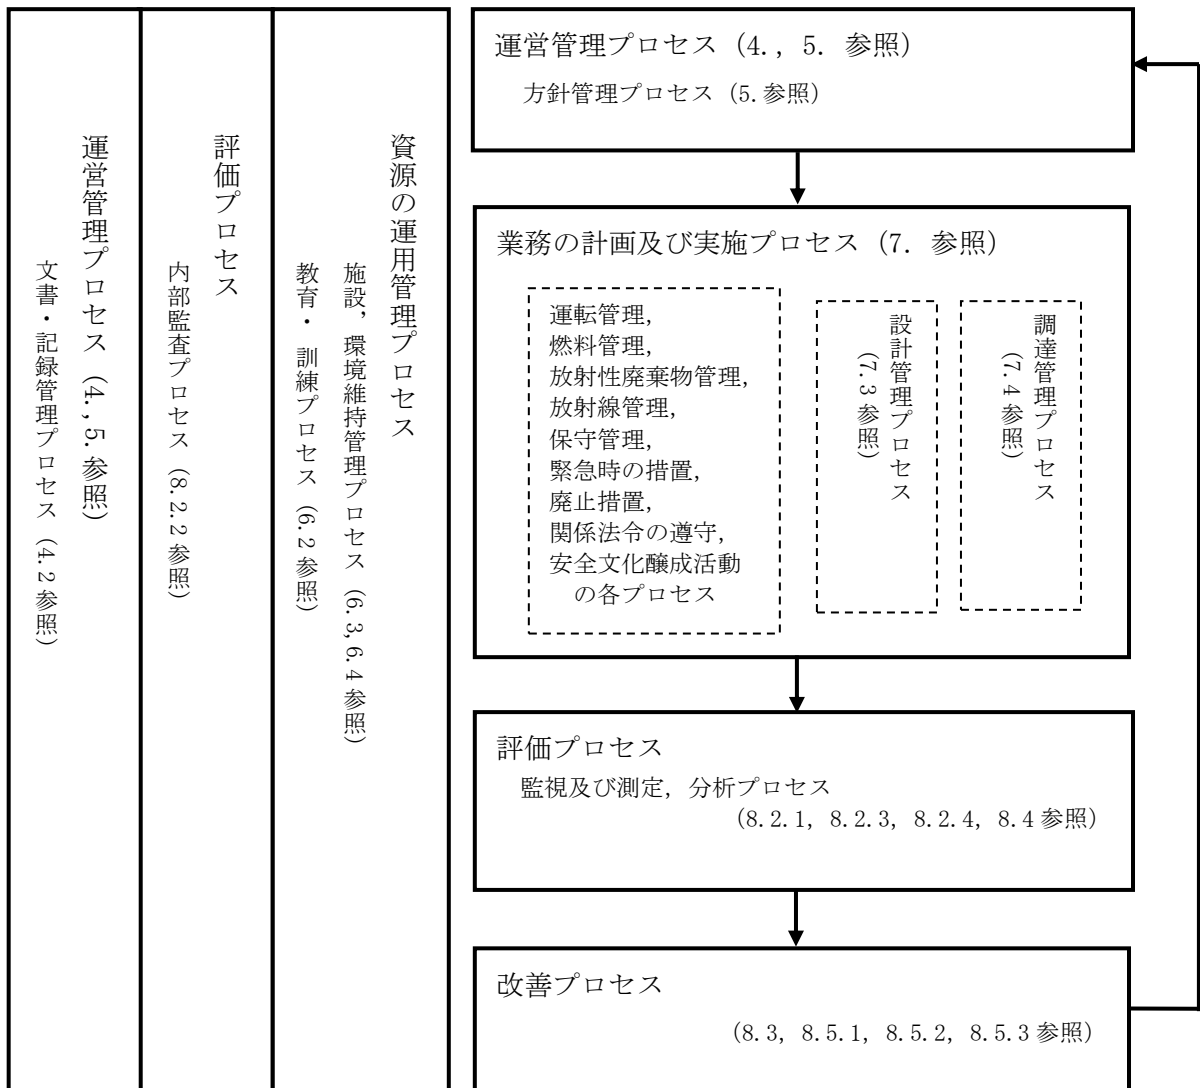 運営管理プロセス (4., 5. 参照)
文書・記録管理プロセス (4.2参照)
評価プロセス
内部監査プロセス (8.2.2参照)
資源の運用管理プロセス
施設, 環境維持管理プロセス (6.3,6.4参照)
教育・ 訓練プロセス (6.2参照)
運営管理プロセス (4., 5. 参照)
方針管理プロセス (5.参照)
業務の計画及び実施プロセス (7. 参照)
運転管理,
燃料管理,
放射性廃棄物管理,
放射線管理,
保守管理,
緊急時の措置,
廃止措置,
関係法令の遵守,
安全文化醸成活動
の各プロセス
設計管理プロセス
(7.3参照)
調達管理プロセス
(7.4参照)
評価プロセス
監視及び測定, 分析プロセス
(8.2.1, 8.2.3, 8.2.4, 8.4参照)
改善プロセス
(8.3, 8.5.1, 8.5.2, 8.5.3参照)